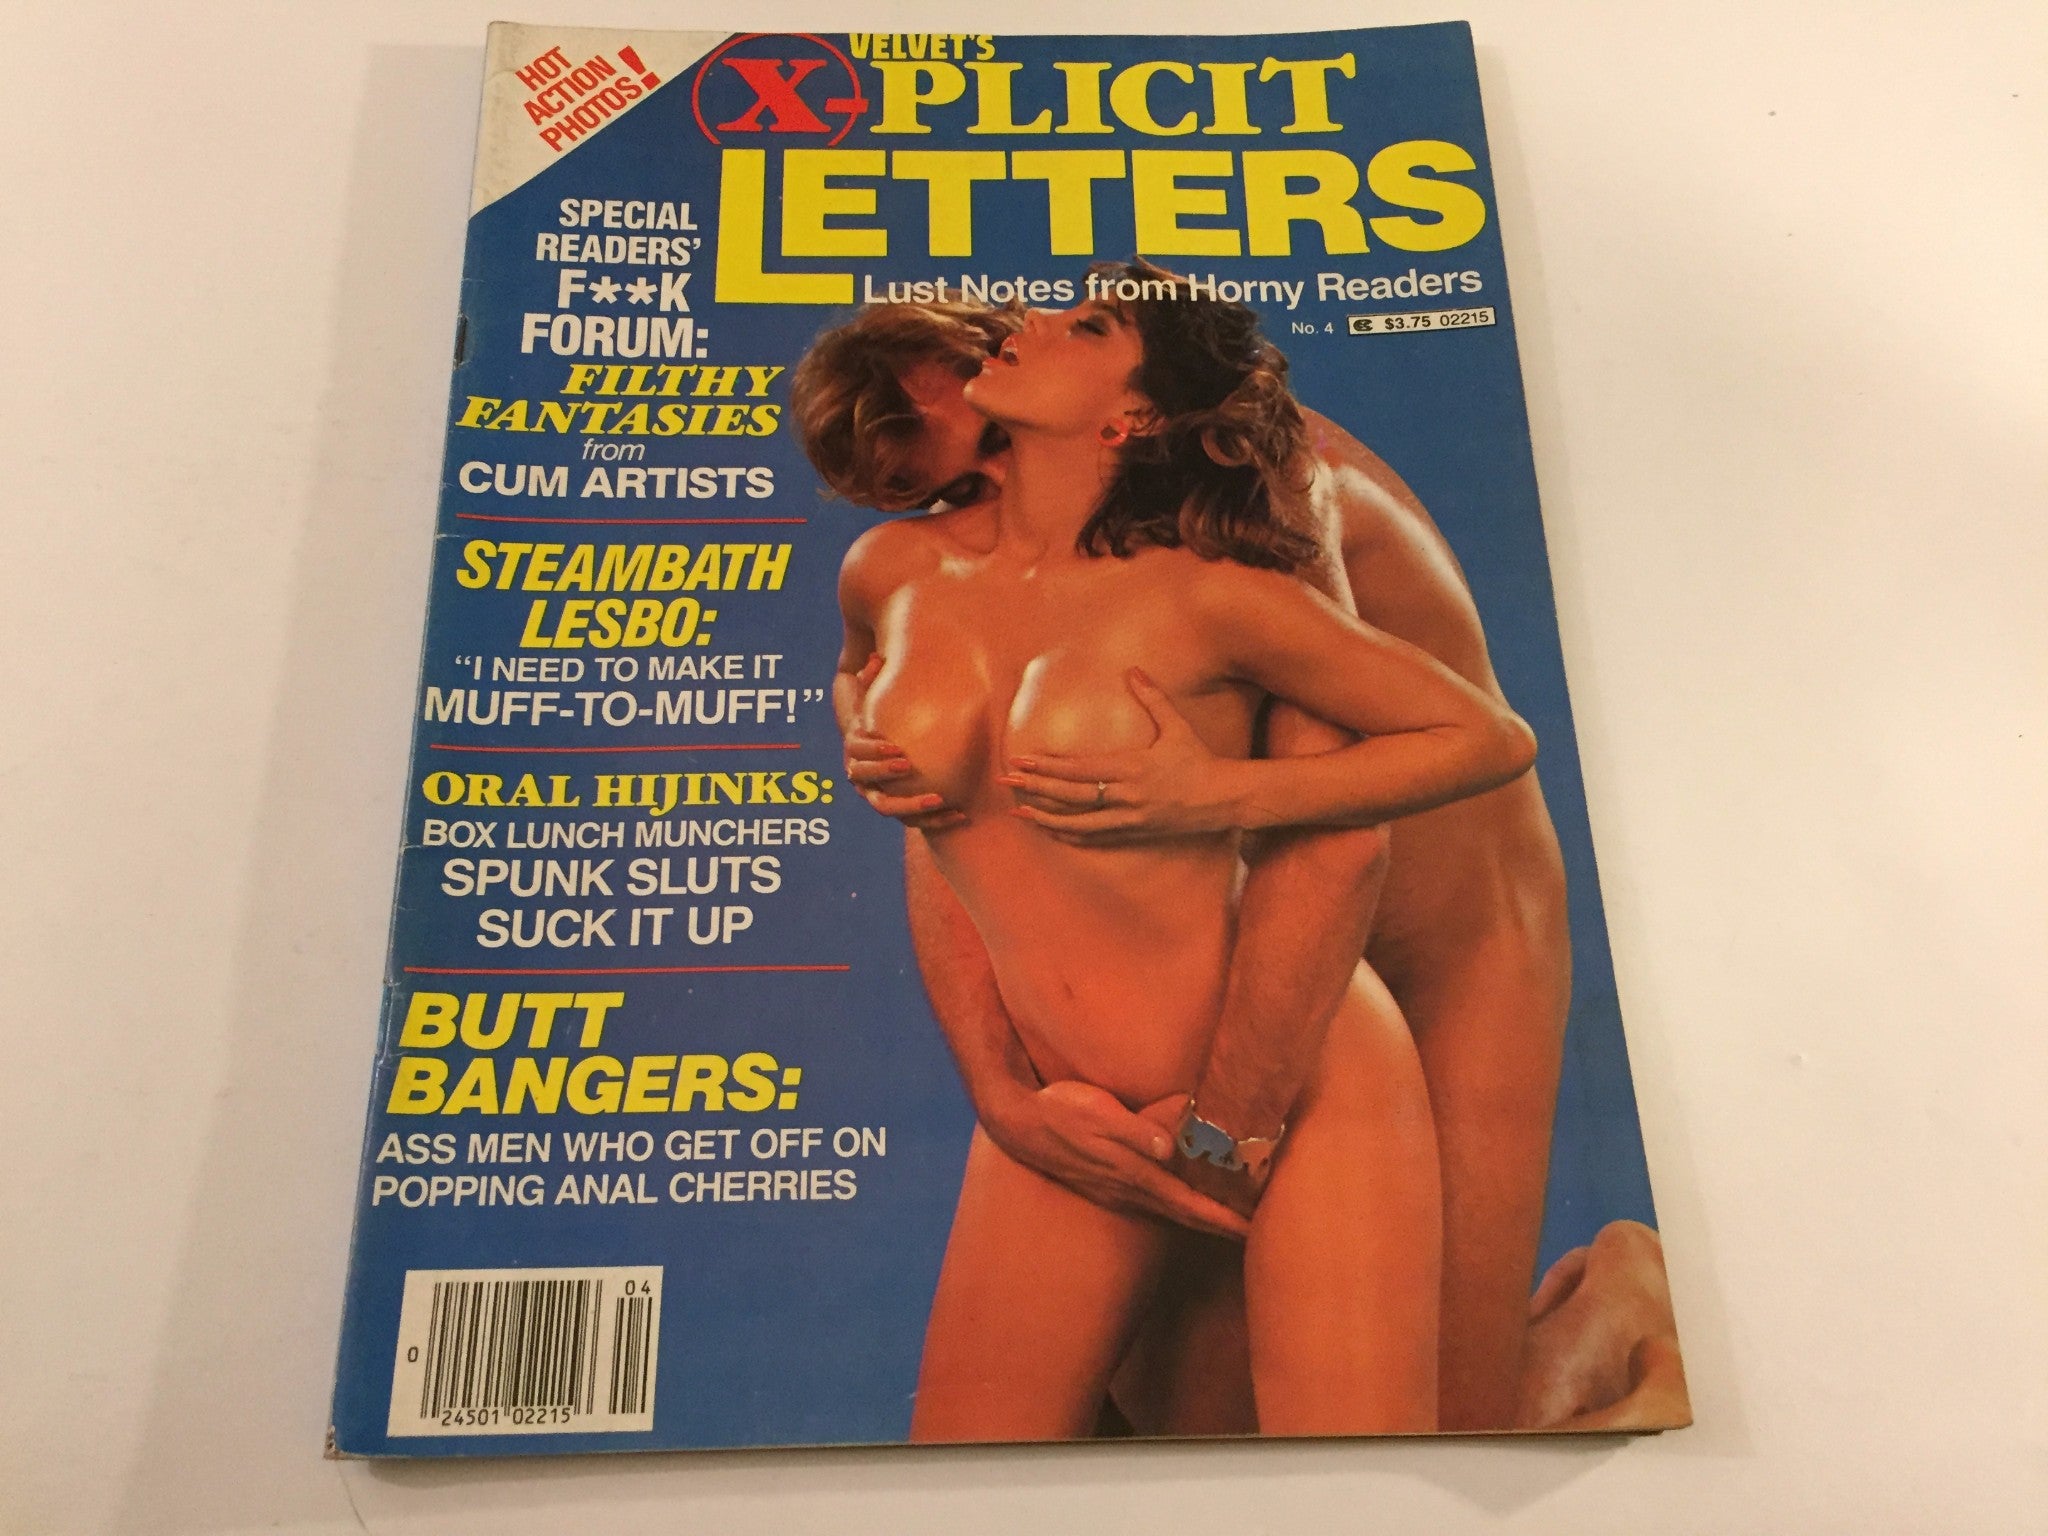 HOT
ACTION
PHOTOS!
VELVET'S
X-PLICIT
LETTERS
Lust Notes from Horny Readers
No. 4 $3.75 02215
SPECIAL
READERS'
F**K
FORUM:
FILTHY
FANTASIES
from
CUM ARTISTS
STEAMBATH
LESBO:
“I NEED TO MAKE IT
MUFF-TO-MUFF!”
ORAL HIJINKS:
BOX LUNCH MUNCHERS
SPUNK SLUTS
SUCK IT UP
BUTT
BANGERS:
ASS MEN WHO GET OFF ON
POPPING ANAL CHERRIES
04
0
24501 02215